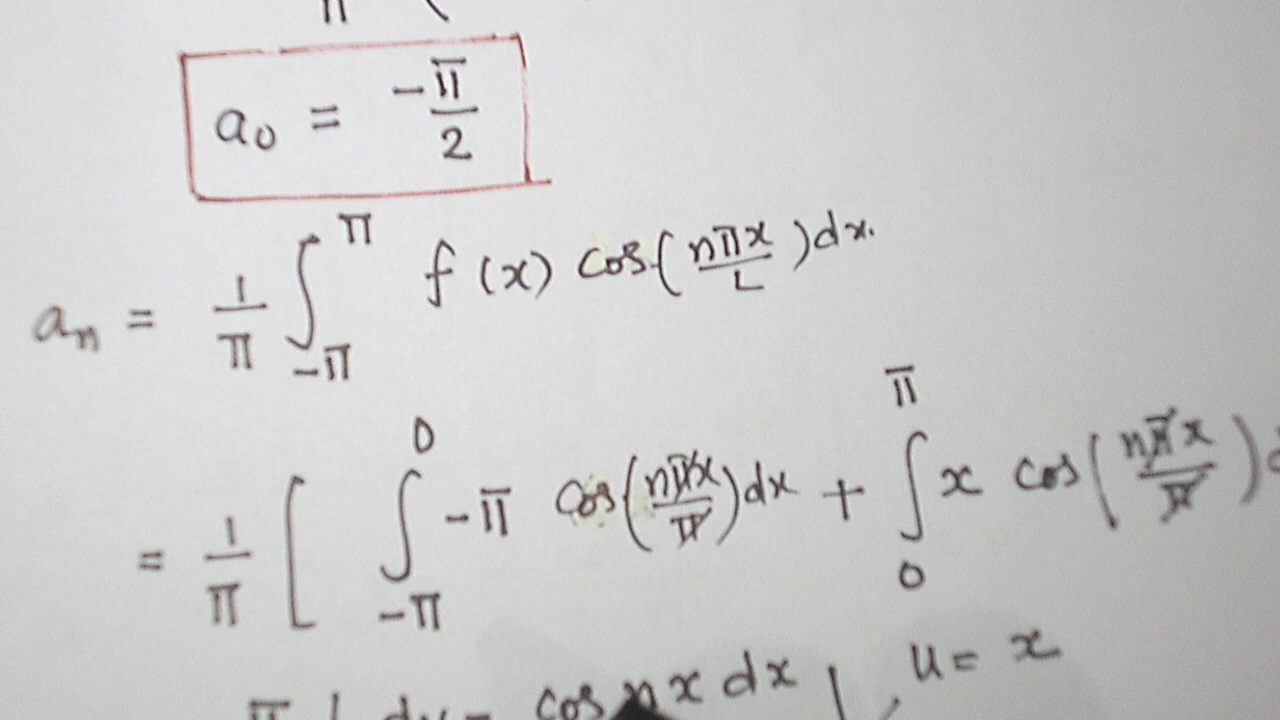 π (
a₀ = -π/2
aₙ = 1/π ∫_{-π}^{π} f(x) cos(nπx/L)dx.
= 1/π [ ∫_{-π}^{0} -π cos(nπx/π)dx + ∫_{0}^{π} x cos(nπx/π)
cos nx dx , u = x